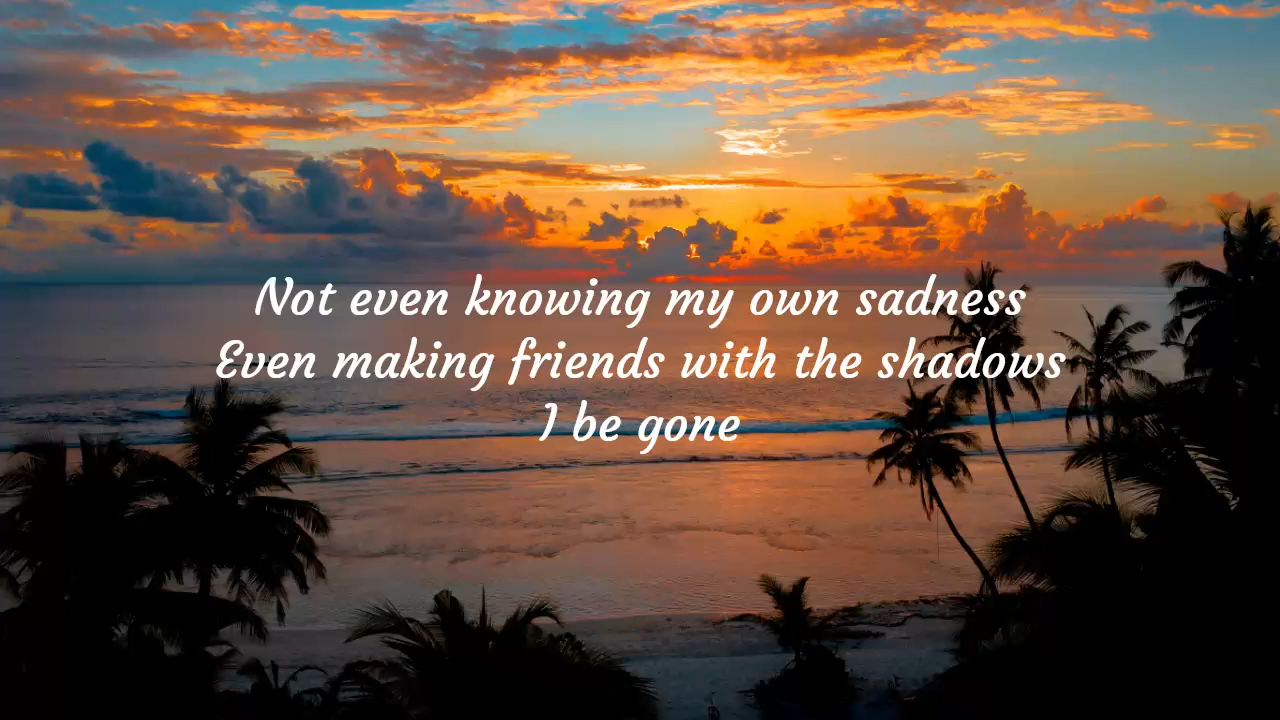 Not even knowing my own sadness
Even making friends with the shadows
I be gone